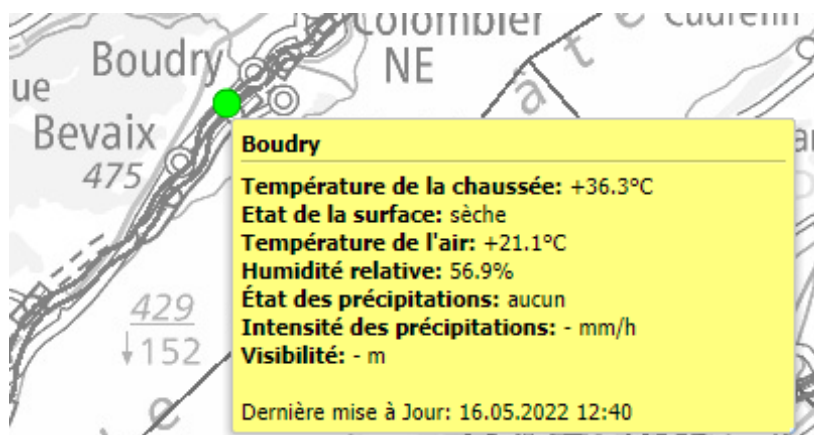 Colombier
Cudrefin
Boudry
NE
ue
Bevaix
475
Boudry
Température de la chaussée: +36.3°C
Etat de la surface: sèche
Température de l'air: +21.1°C
Humidité relative: 56.9%
État des précipitations: aucun
Intensité des précipitations: - mm/h
Visibilité: - m
Dernière mise à Jour: 16.05.2022 12:40
429
↓152
â t e
e